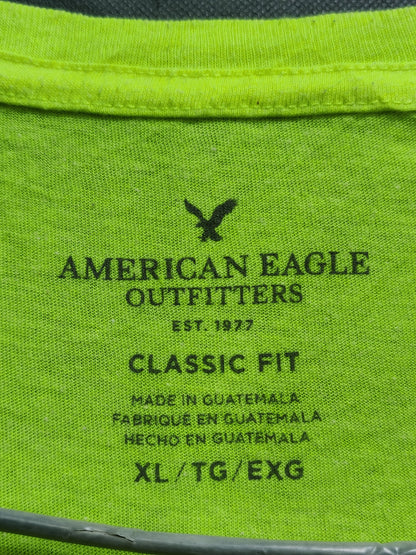 AMERICAN EAGLE
OUTFITTERS
EST. 1977
CLASSIC FIT
MADE IN GUATEMALA
FABRIQUÉ EN GUATEMALA
HECHO EN GUATEMALA
XL/TG/EXG